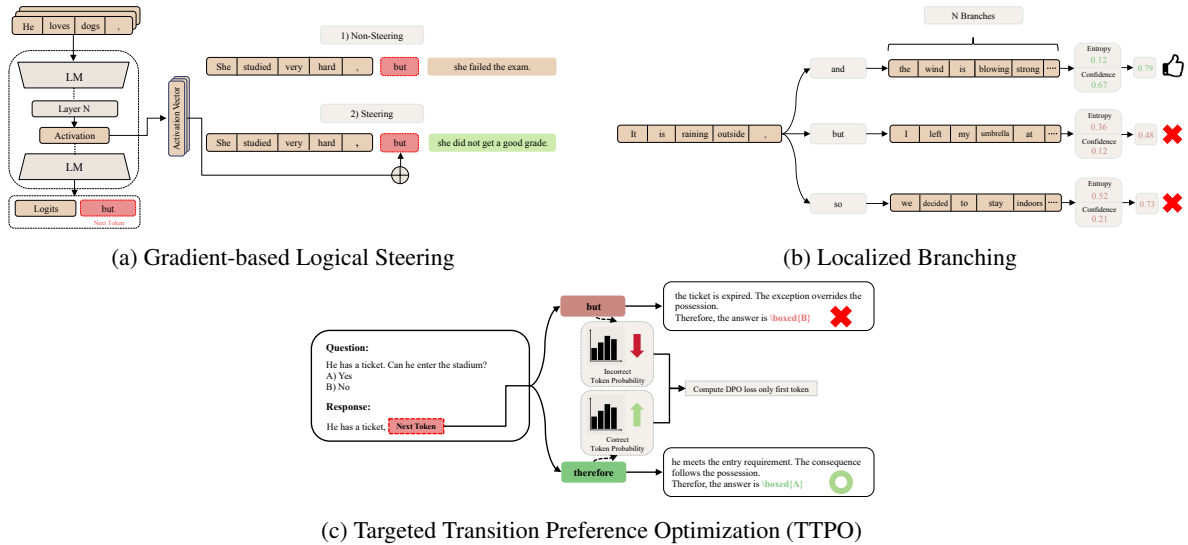 He loves dogs ,
LM
Layer N
Activation
LM
Logits but
Next Token
Activation Vector
1) Non-Steering
She studied very hard , but she failed the exam.
2) Steering
She studied very hard , but she did not get a good grade.
(a) Gradient-based Logical Steering
N Branches
It is raining outside ,
and the wind is blowing strong ····
Entropy
0.12
Confidence
0.67
0.79
but I left my umbrella at ····
Entropy
0.36
Confidence
0.12
0.48
so we decided to stay indoors ····
Entropy
0.52
Confidence
0.21
0.73
(b) Localized Branching
Question:
He has a ticket. Can he enter the stadium?
A) Yes
B) No
Response:
He has a ticket, Next Token
but
the ticket is expired. The exception overrides the
possession.
Therefore, the answer is \boxed{B}
Incorrect
Token Probability
Compute DPO loss only first token
Correct
Token Probability
therefore
he meets the entry requirement. The consequence
follows the possession.
Therefor, the answer is \boxed{A}
(c) Targeted Transition Preference Optimization (TTPO)